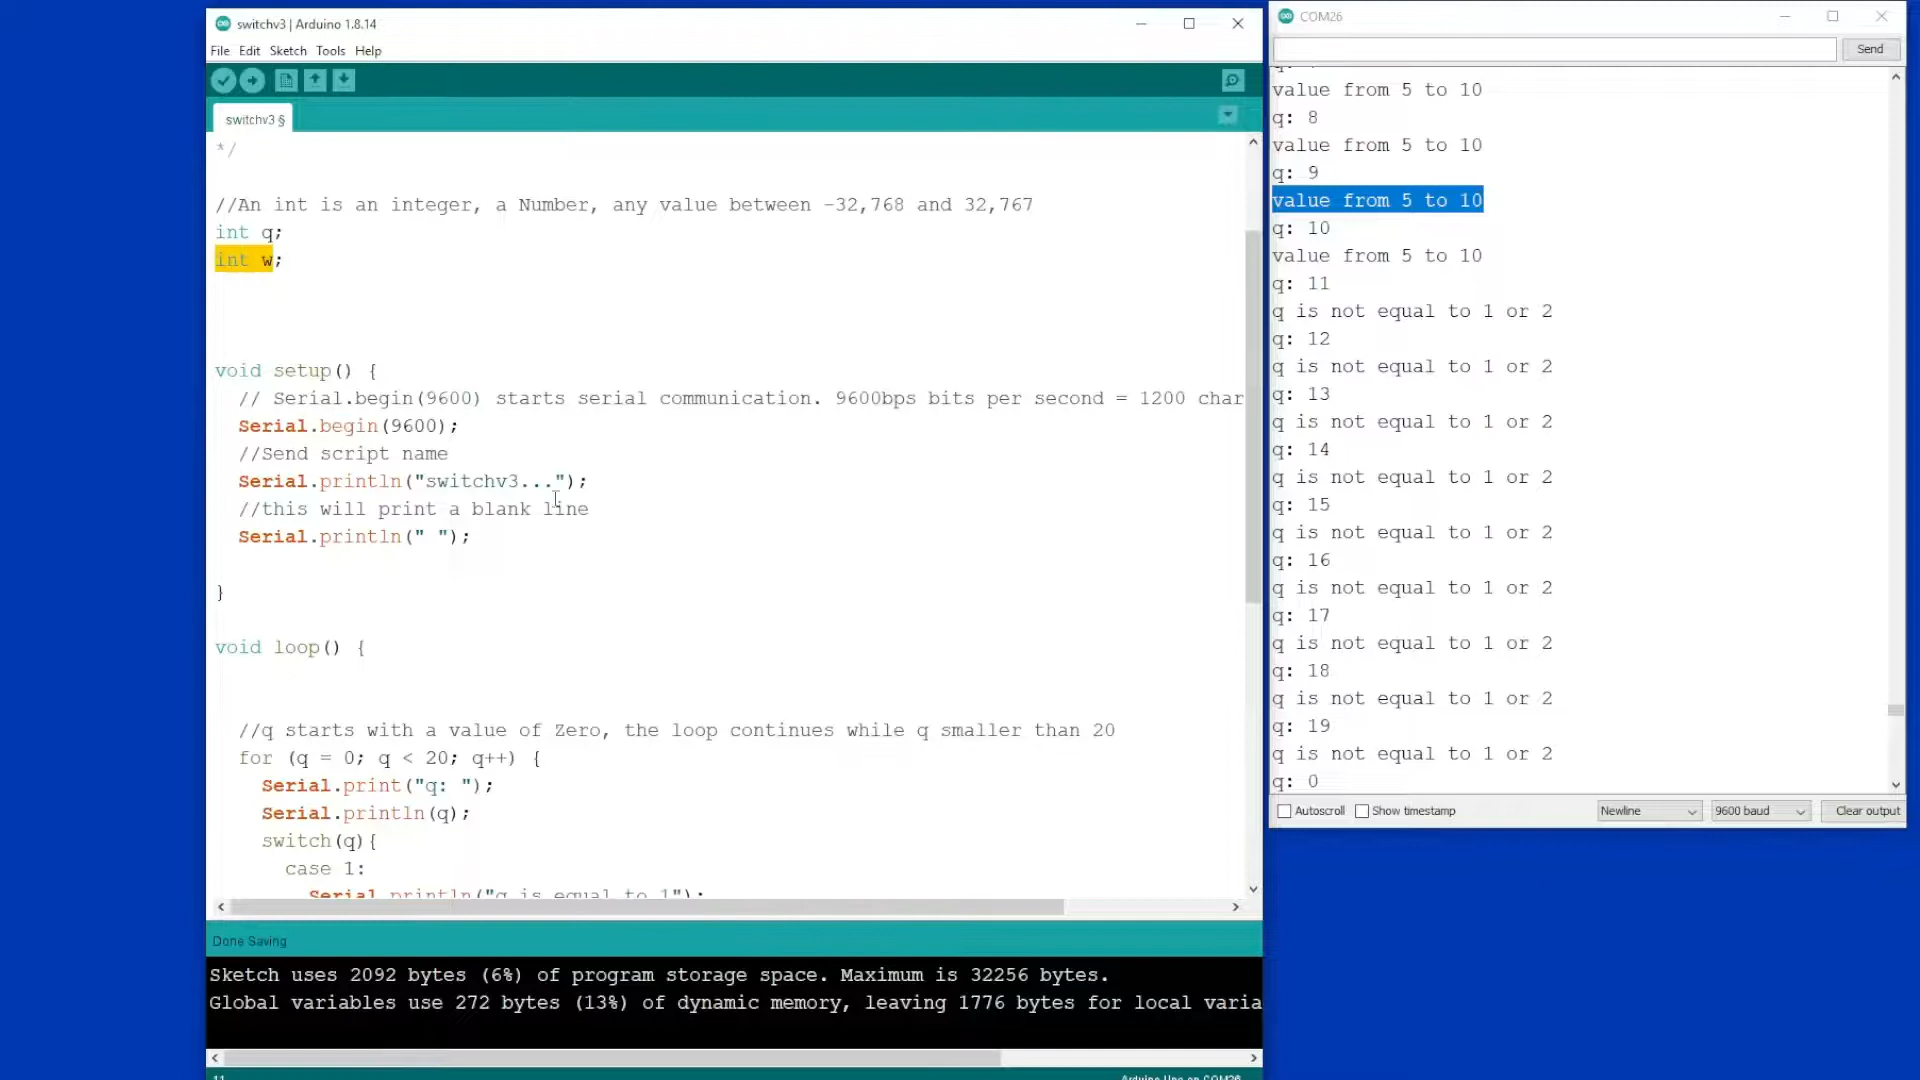 switchv3 | Arduino 1.8.14
File Edit Sketch Tools Help
switchv3 §
*/
//An int is an integer, a Number, any value between -32,768 and 32,767
int q;
int w;
void setup() {
// Serial.begin(9600) starts serial communication. 9600bps bits per second = 1200 char
Serial.begin(9600);
//Send script name
Serial.println("switchv3...");
//this will print a blank line
Serial.println(" ");
}
void loop() {
//q starts with a value of Zero, the loop continues while q smaller than 20
for (q = 0; q < 20; q++) {
Serial.print("q: ");
Serial.println(q);
switch(q){
case 1:
Serial.println("q is equal to 1");
Done Saving
Sketch uses 2092 bytes (6%) of program storage space. Maximum is 32256 bytes.
Global variables use 272 bytes (13%) of dynamic memory, leaving 1776 bytes for local varia
11
Arduino Uno on COM26
COM26
Send
value from 5 to 10
q: 8
value from 5 to 10
q: 9
value from 5 to 10
q: 10
value from 5 to 10
q: 11
q is not equal to 1 or 2
q: 12
q is not equal to 1 or 2
q: 13
q is not equal to 1 or 2
q: 14
q is not equal to 1 or 2
q: 15
q is not equal to 1 or 2
q: 16
q is not equal to 1 or 2
q: 17
q is not equal to 1 or 2
q: 18
q is not equal to 1 or 2
q: 19
q is not equal to 1 or 2
q: 0
Autoscroll Show timestamp Newline 9600 baud Clear output